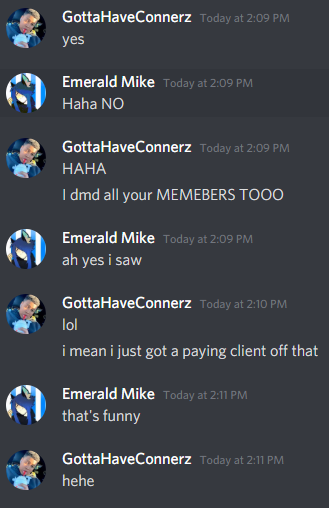 GottaHaveConnerz Today at 2:09 PM
yes
Emerald Mike Today at 2:09 PM
Haha NO
GottaHaveConnerz Today at 2:09 PM
HAHA
I dmd all your MEMEBERS TOOO
Emerald Mike Today at 2:09 PM
ah yes i saw
GottaHaveConnerz Today at 2:10 PM
lol
i mean i just got a paying client off that
Emerald Mike Today at 2:11 PM
that's funny
GottaHaveConnerz Today at 2:11 PM
hehe